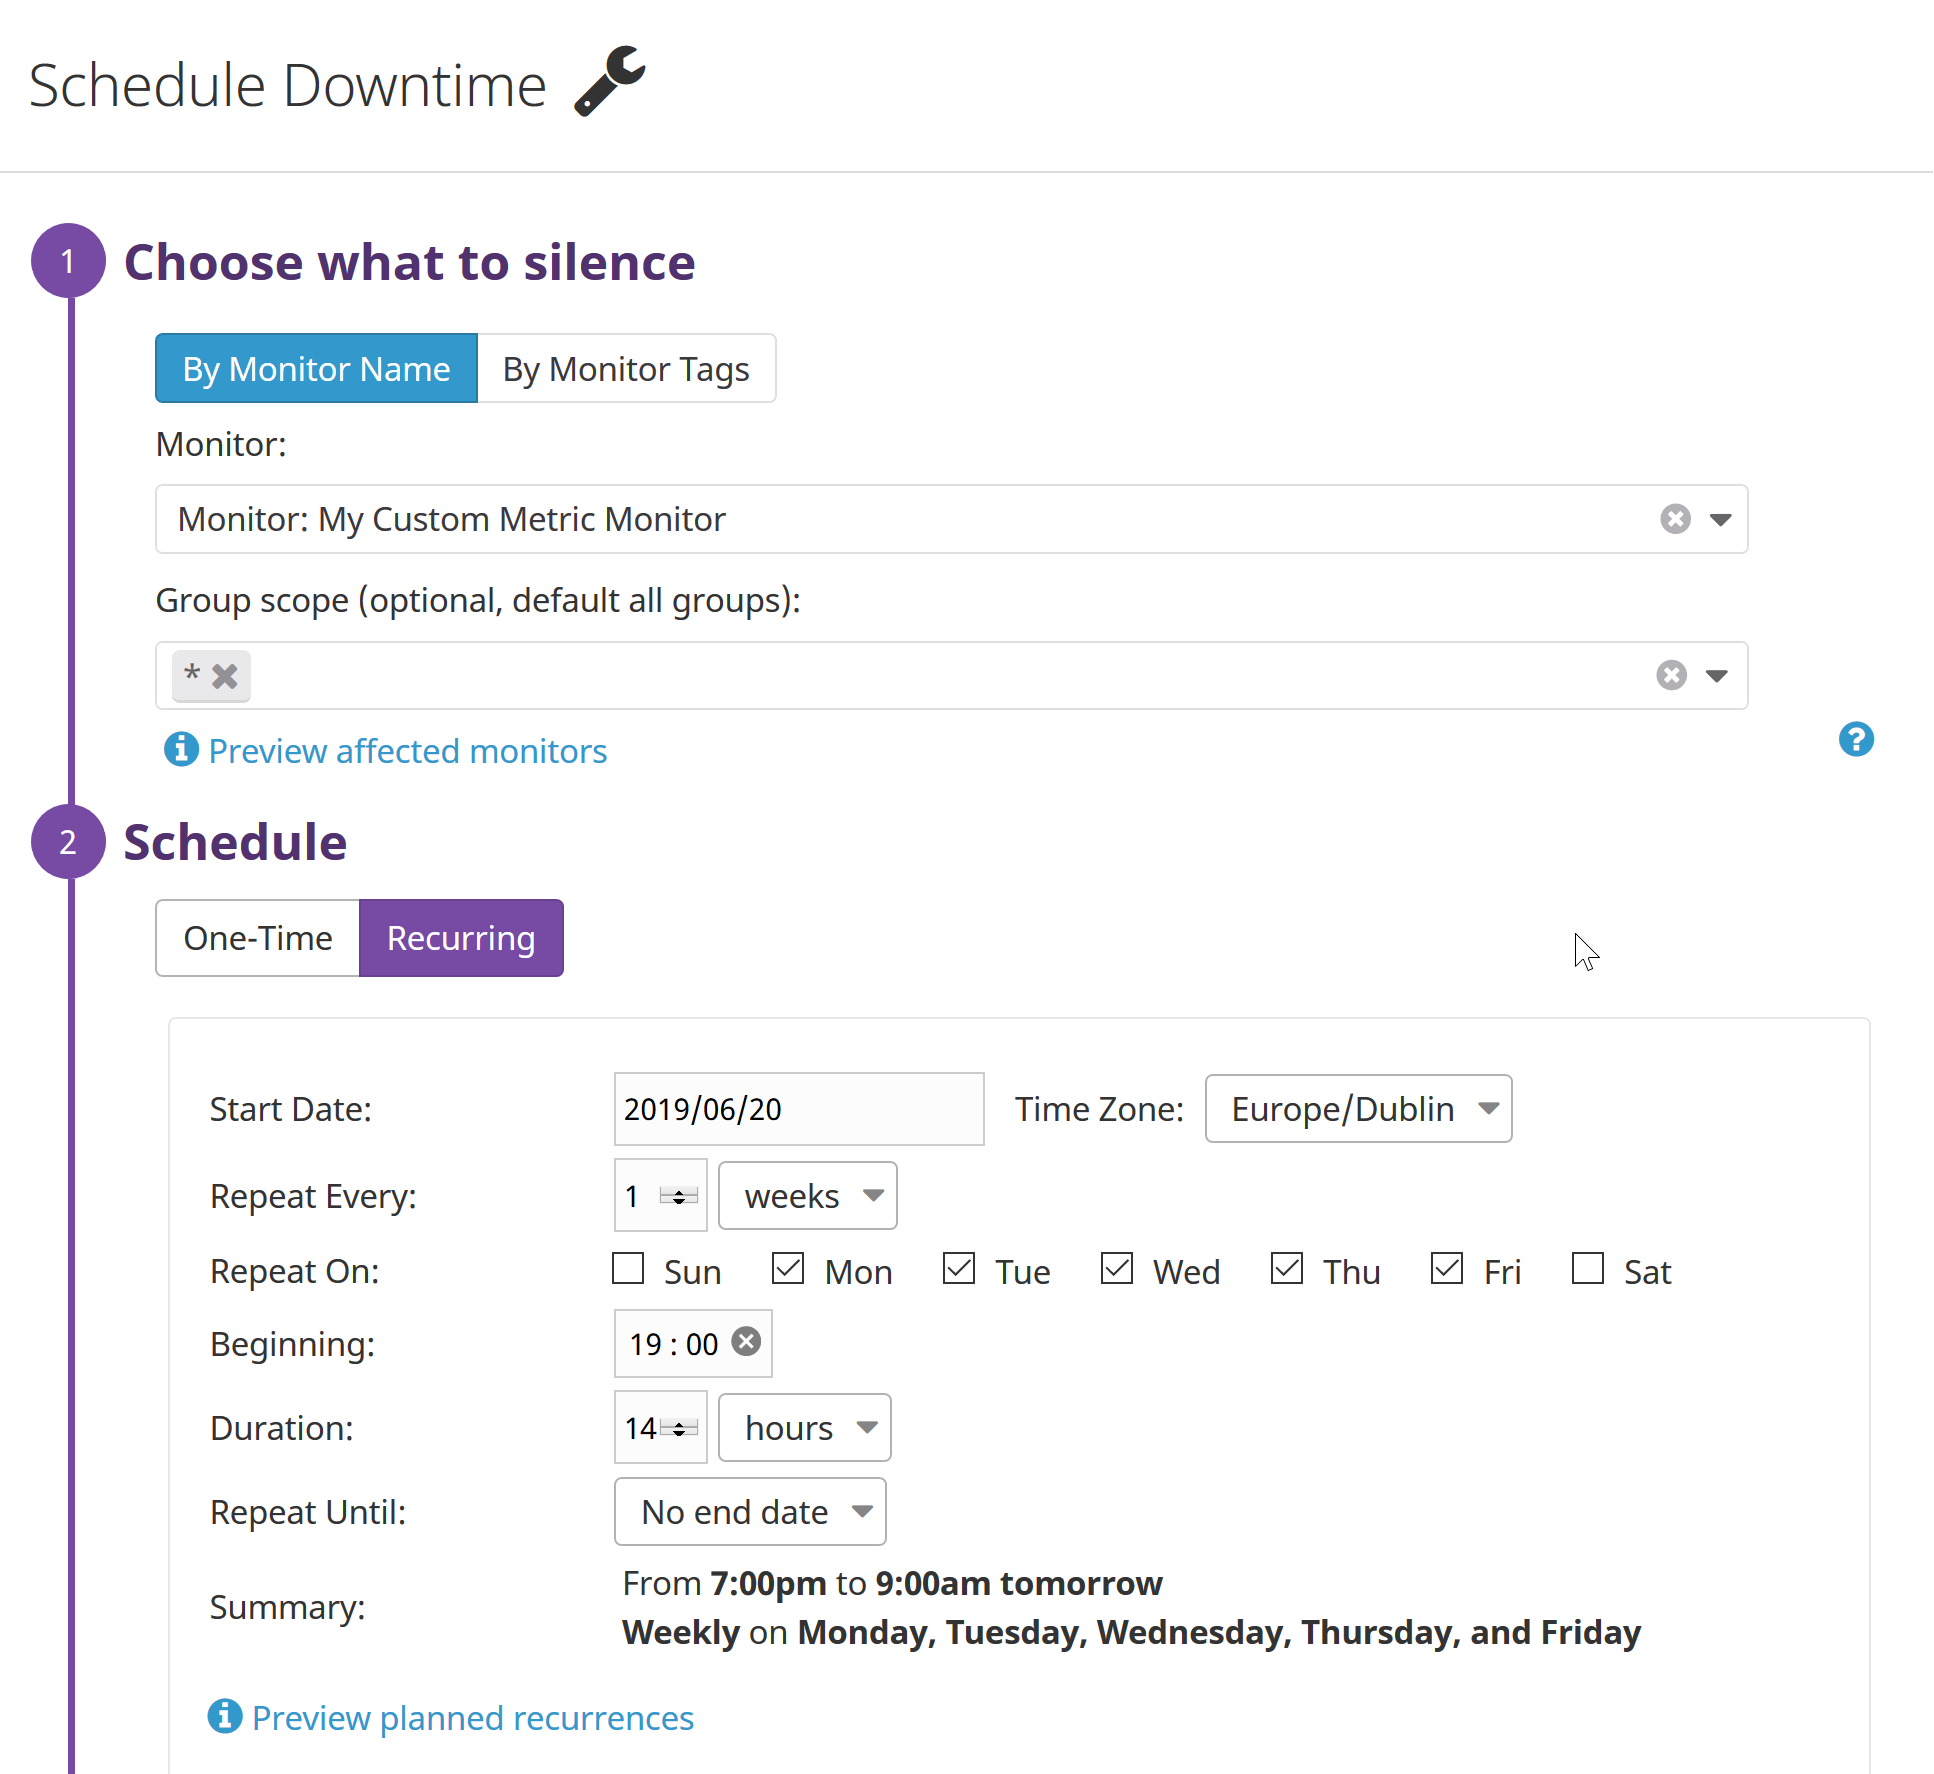 Schedule Downtime
1 Choose what to silence
By Monitor Name By Monitor Tags
Monitor:
Monitor: My Custom Metric Monitor
Group scope (optional, default all groups):
*
Preview affected monitors
?
2 Schedule
One-Time Recurring
Start Date: 2019/06/20 Time Zone: Europe/Dublin
Repeat Every: 1 weeks
Repeat On: Sun Mon Tue Wed Thu Fri Sat
Beginning: 19 : 00
Duration: 14 hours
Repeat Until: No end date
From 7:00pm to 9:00am tomorrow
Summary:
Weekly on Monday, Tuesday, Wednesday, Thursday, and Friday
Preview planned recurrences